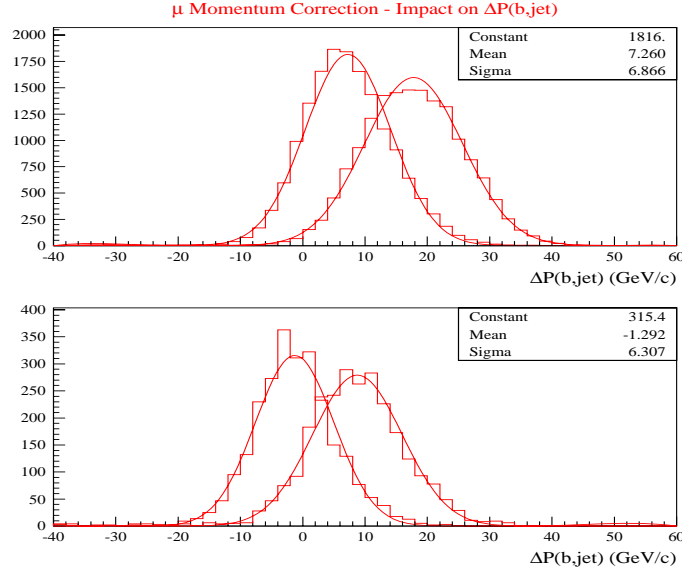 μ Momentum Correction - Impact on ΔP(b,jet)
Constant 1816.
Mean 7.260
Sigma 6.866
2000
1750
1500
1250
1000
750
500
250
0
-40 -30 -20 -10 0 10 20 30 40 50 60
ΔP(b,jet) (GeV/c)
Constant 315.4
Mean -1.292
Sigma 6.307
400
350
300
250
200
150
100
50
0
-40 -30 -20 -10 0 10 20 30 40 50 60
ΔP(b,jet) (GeV/c)